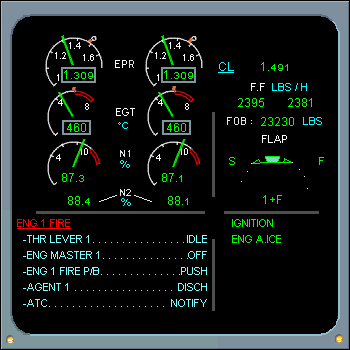 1.4
1.2 1.6
1
1.309
EPR
1.4
1.2 1.6
1
1.309
CL 1.491
F.F LBS / H
2395 2381
FOB : 23230 LBS
FLAP
S F
1+F
4 8
460
EGT
°C
4 8
460
10
4
87.3
N1
%
10
4
87.1
88.4
N2
%
88.1
ENG 1 FIRE
-THR LEVER 1..................IDLE
-ENG MASTER 1..................OFF
-ENG 1 FIRE P/B..................PUSH
-AGENT 1 ..................DISCH
-ATC..................NOTIFY
IGNITION
ENG A.ICE